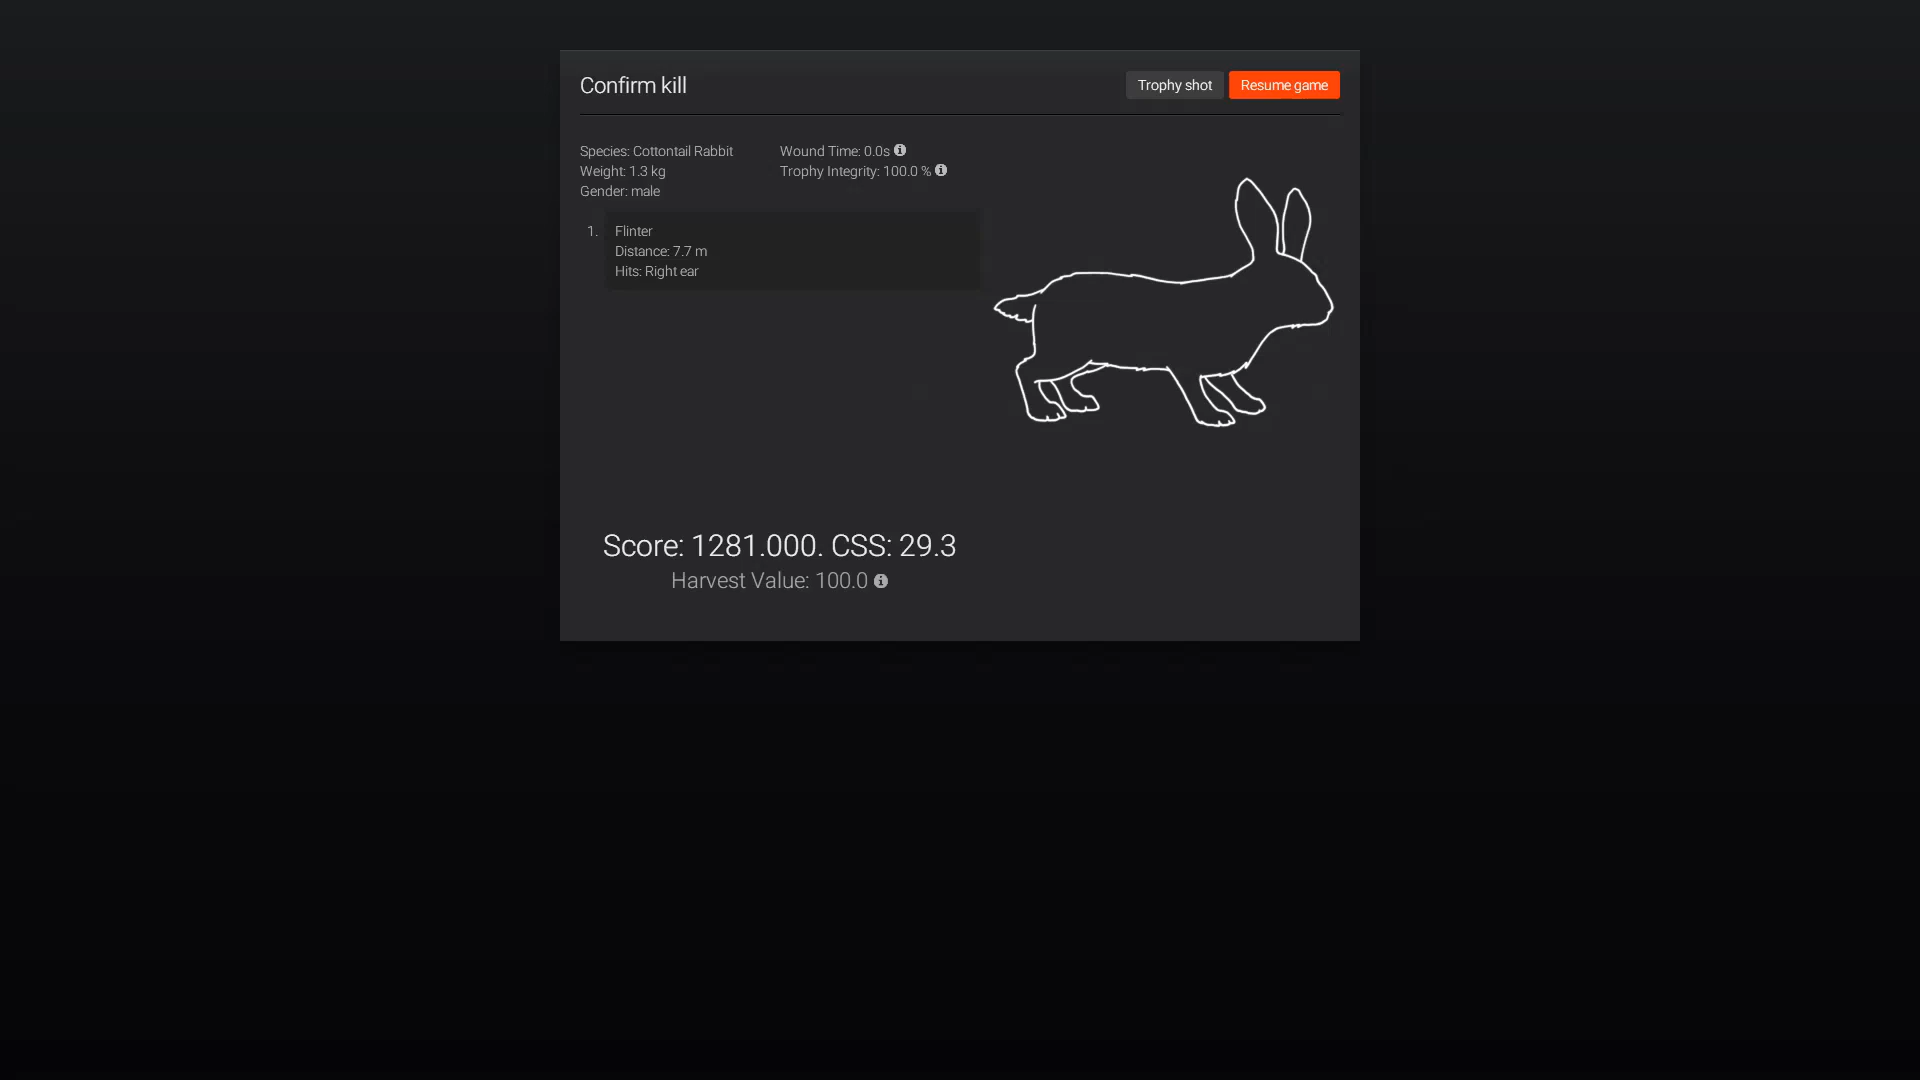 Confirm kill
Trophy shot
Resume game
Species: Cottontail Rabbit
Weight: 1.3 kg
Gender: male
Wound Time: 0.0s
Trophy Integrity: 100.0 %
1.
Flinter
Distance: 7.7 m
Hits: Right ear
Score: 1281.000. CSS: 29.3
Harvest Value: 100.0